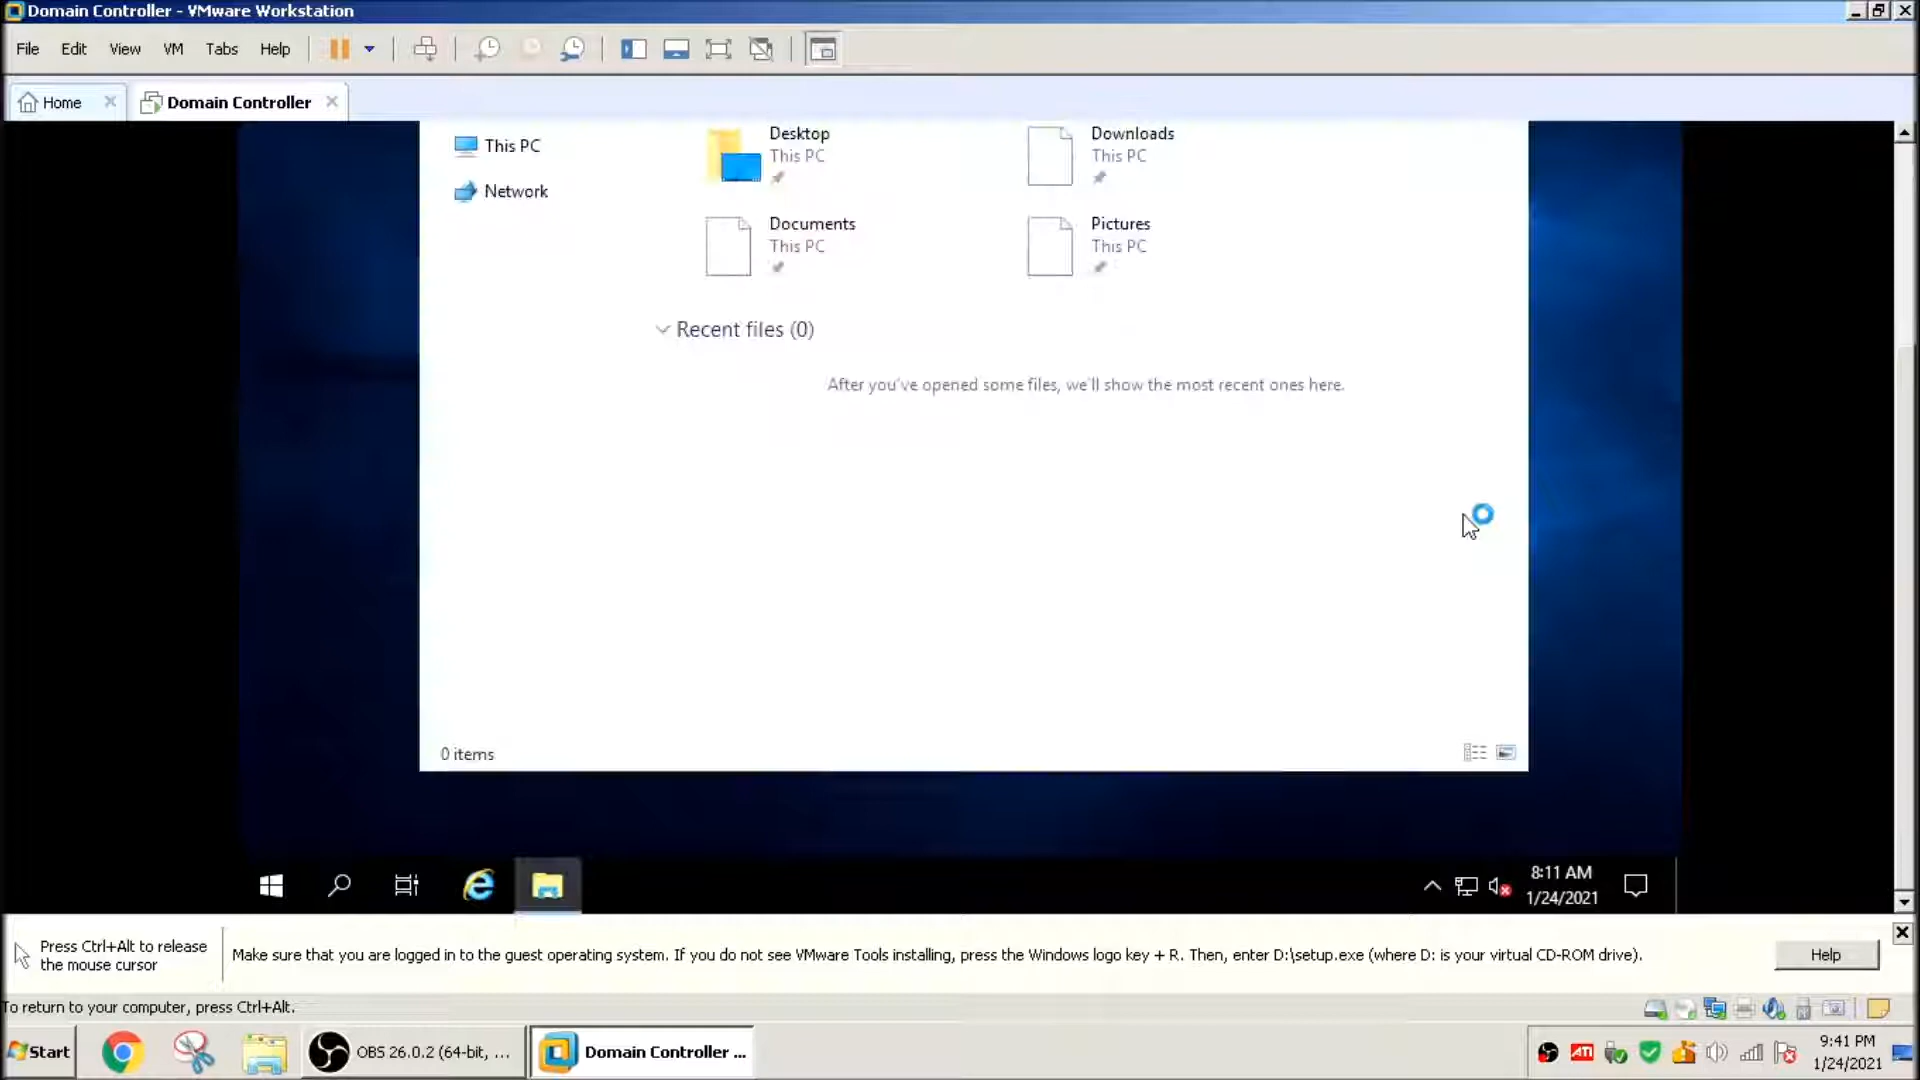 Domain Controller - VMware Workstation
File Edit View VM Tabs Help
Home Domain Controller
This PC
Network
Desktop
This PC
Downloads
This PC
Documents
This PC
Pictures
This PC
Recent files (0)
After you've opened some files, we'll show the most recent ones here.
0 items
8:11 AM
1/24/2021
Press Ctrl+Alt to release
the mouse cursor
Make sure that you are logged in to the guest operating system. If you do not see VMware Tools installing, press the Windows logo key + R. Then, enter D:\setup.exe (where D: is your virtual CD-ROM drive).
Help
To return to your computer, press Ctrl+Alt.
Start
OBS 26.0.2 (64-bit, ...
Domain Controller ...
ATI
9:41 PM
1/24/2021